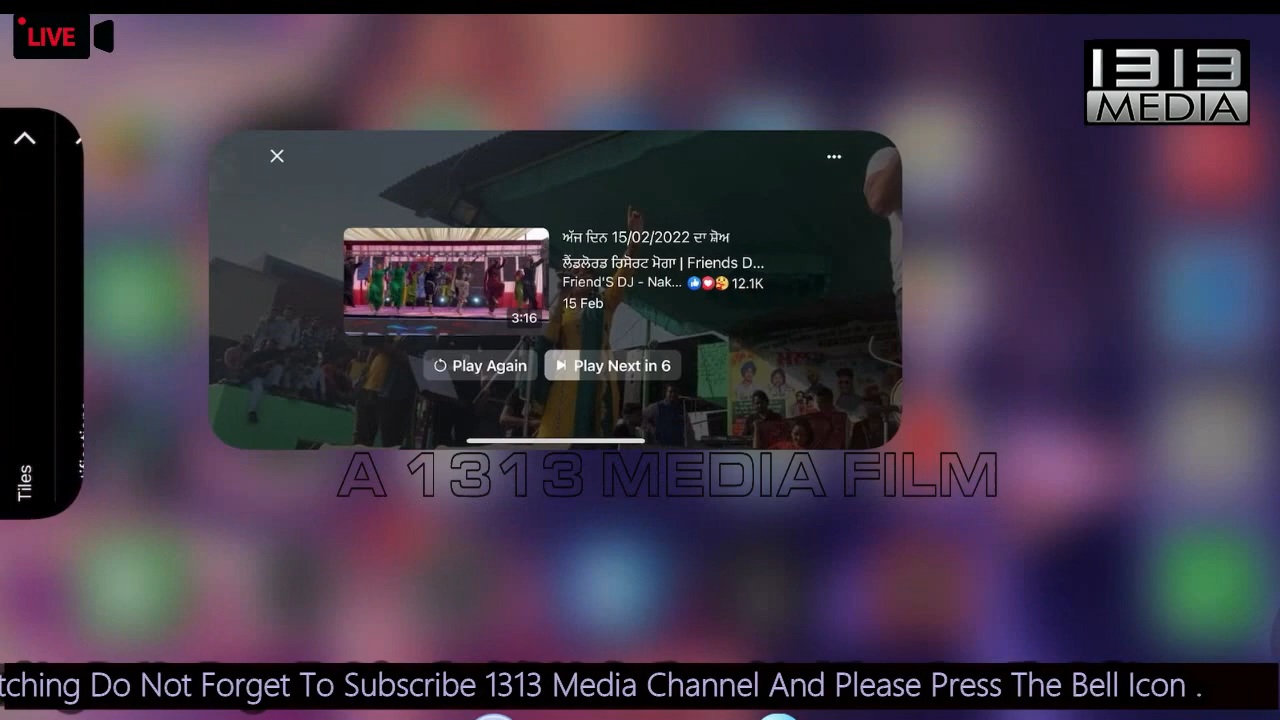 LIVE
1313
MEDIA
ਅੱਜ ਦਿਨ 15/02/2022 ਦਾ ਸ਼ੋਅ
ਲੈਂਡਲੋਰਡ ਰਿਸੋਰਟ ਮੋਗਾ | Friends D...
Friend'S DJ - Nak... 12.1K
15 Feb
3:16
Play Again
Play Next in 6
Tiles
A 1313 MEDIA FILM
tching Do Not Forget To Subscribe 1313 Media Channel And Please Press The Bell Icon .